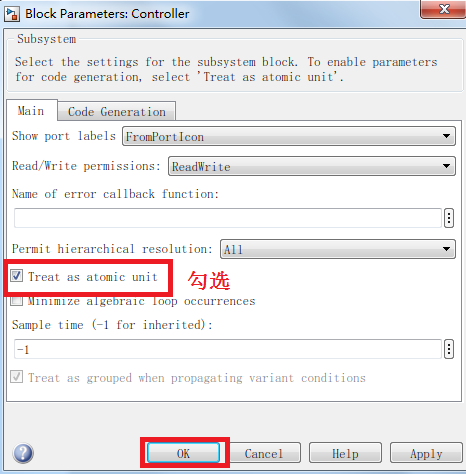 Block Parameters: Controller
Subsystem
Select the settings for the subsystem block. To enable parameters
for code generation, select 'Treat as atomic unit'.
Main
Code Generation
Show port labels FromPortIcon
Read/Write permissions: ReadWrite
Name of error callback function:
Permit hierarchical resolution: All
Treat as atomic unit 勾选
Minimize algebraic loop occurrences
Sample time (-1 for inherited):
-1
Treat as grouped when propagating variant conditions
?
OK
Cancel
Help
Apply